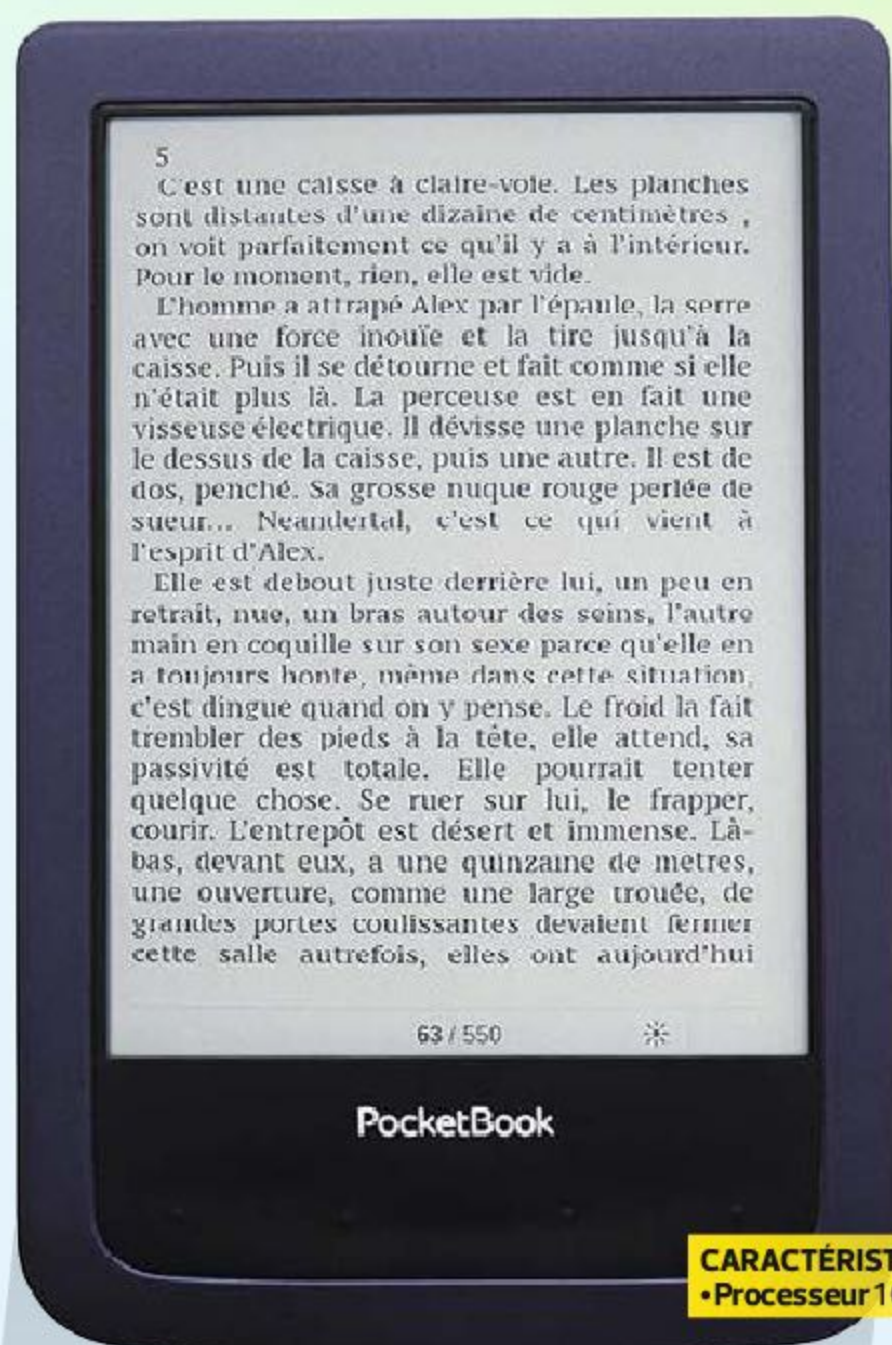 5
C'est une caisse à claire-voie. Les planches
sont distantes d'une dizaine de centimètres ,
on voit parfaitement ce qu'il y a à l'intérieur.
Pour le moment, rien, elle est vide.
L'homme a attrapé Alex par l'épaule, la serre
avec une force inouïe et la tire jusqu'à la
caisse. Puis il se détourne et fait comme si elle
n'était plus là. La perceuse est en fait une
visseuse électrique. Il dévisse une planche sur
le dessus de la caisse, puis une autre. Il est de
dos, penché. Sa grosse nuque rouge perlée de
sueur... Neandertal, c'est ce qui vient à
l'esprit d'Alex.
Elle est debout juste derrière lui, un peu en
retrait, nue, un bras autour des seins, l'autre
main en coquille sur son sexe parce qu'elle en
a toujours honte, même dans cette situation,
c'est dingue quand on y pense. Le froid la fait
trembler des pieds à la tête, elle attend, sa
passivité est totale. Elle pourrait tenter
quelque chose. Se ruer sur lui, le frapper,
courir. L'entrepôt est désert et immense. Là-
bas, devant eux, a une quinzaine de metres,
une ouverture, comme une large trouée, de
grandes portes coulissantes devaient fermer
cette salle autrefois, elles ont aujourd'hui
63 / 550
PocketBook
CARACTÉRIST
•Processeur 1